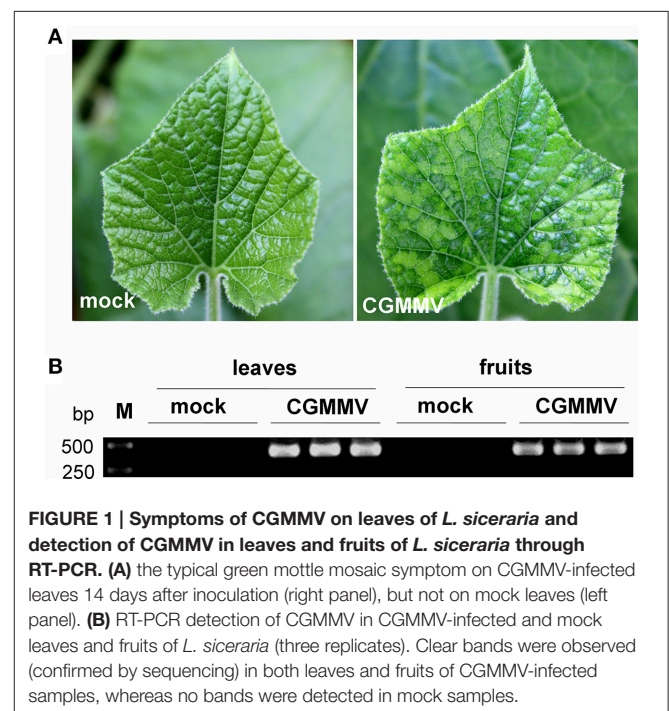 A
mock
CGMMV
B
leaves fruits
bp M mock CGMMV mock CGMMV
500
250
FIGURE 1 | Symptoms of CGMMV on leaves of L. siceraria and
detection of CGMMV in leaves and fruits of L. siceraria through
RT-PCR. (A) the typical green mottle mosaic symptom on CGMMV-infected
leaves 14 days after inoculation (right panel), but not on mock leaves (left
panel). (B) RT-PCR detection of CGMMV in CGMMV-infected and mock
leaves and fruits of L. siceraria (three replicates). Clear bands were observed
(confirmed by sequencing) in both leaves and fruits of CGMMV-infected
samples, whereas no bands were detected in mock samples.